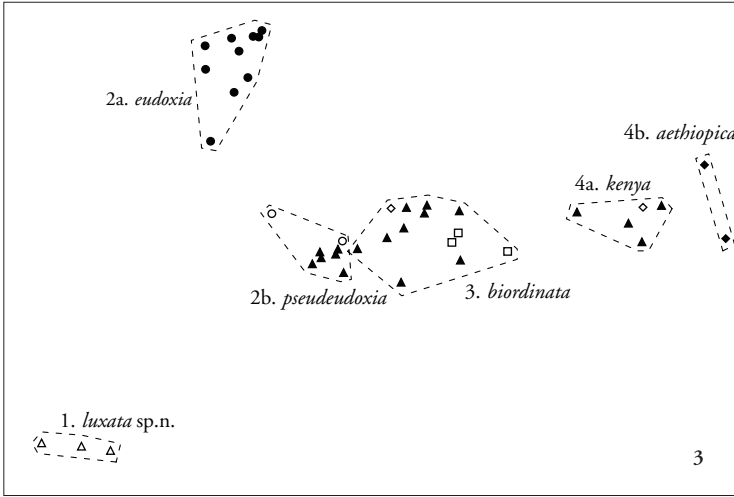 2a. eudoxia
4b. aethiopica
4a. kenya
2b. pseudeudoxia
3. biordinata
1. luxata sp.n.
3